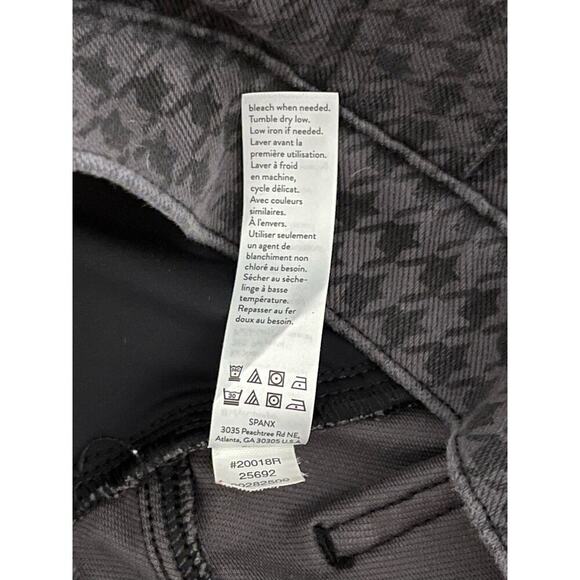 bleach when needed.
Tumble dry low.
Low iron if needed.
Laver avant la
première utilisation.
Laver à froid
en machine,
cycle délicat.
Avec couleurs
similaires.
À l'envers.
Utiliser seulement
un agent de
blanchiment non
chloré au besoin.
Sécher au sèche-
linge à basse
température.
Repasser au fer
doux au besoin.
30
SPANX
3035 Peachtree Rd NE,
Atlanta, GA 30305 U.S.A.
#20018R
25692